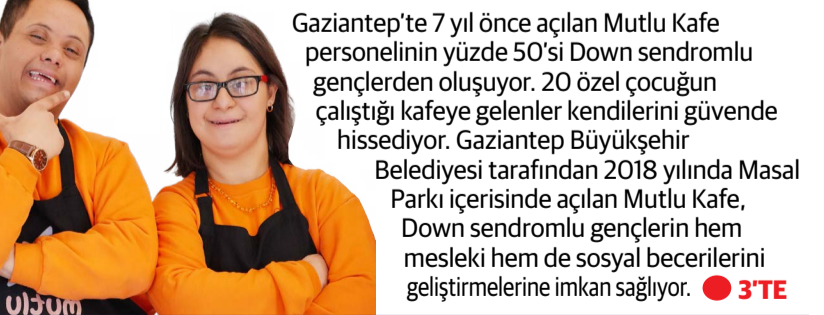 Gaziantep'te 7 yıl önce açılan Mutlu Kafe
personelinin yüzde 50'si Down sendromlu
gençlerden oluşuyor. 20 özel çocuğun
çalıştığı kafeye gelenler kendilerini güvende
hissediyor. Gaziantep Büyükşehir
Belediyesi tarafından 2018 yılında Masal
Parkı içerisinde açılan Mutlu Kafe,
Down sendromlu gençlerin hem
mesleki hem de sosyal becerilerini
geliştirmelerine imkan sağlıyor. 3'TE
mutlu